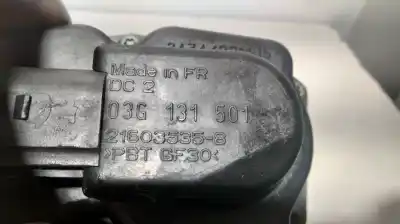 Made in FR
DC 2
03G 131 501
21603535-8
>PBT GF30<